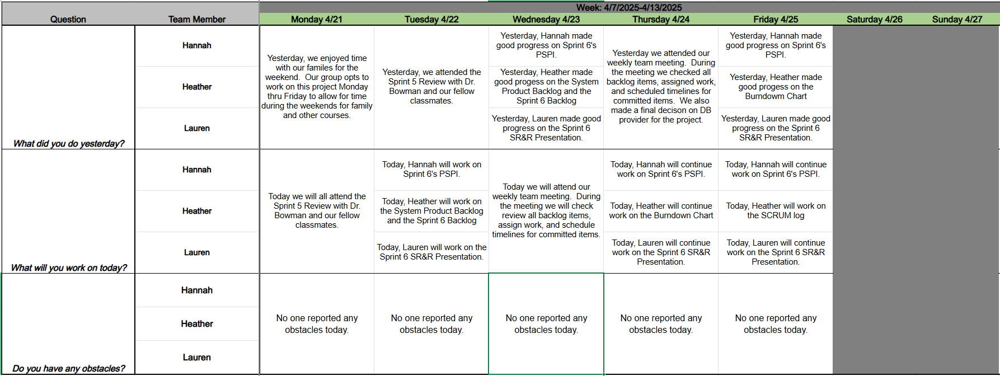 Week: 4/7/2025-4/13/2025
Question
Team Member
Monday 4/21
Tuesday 4/22
Wednesday 4/23
Thursday 4/24
Friday 4/25
Saturday 4/26
Sunday 4/27
What did you do yesterday?
Hannah
Heather
Lauren
Yesterday, we enjoyed time
with our familes for the
weekend. Our group opts to
work on this project Monday
thru Friday to allow for time
during the weekends for family
and other courses.
Yesterday, we attended the
Sprint 5 Review with Dr.
Bowman and our fellow
classmates.
Yesterday, Hannah made
good progress on Sprint 6's
PSPI.
Yesterday, Heather made
good progess on the System
Product Backlog and the
Sprint 6 Backlog
Yesterday, Lauren made good
progress on the Sprint 6
SR&R Presentation.
Yesterday we attended our
weekly team meeting. During
the meeting we checked all
backlog items, assigned work,
and scheduled timelines for
committed items. We also
made a final decison on DB
provider for the project.
Yesterday, Hannah made
good progress on Sprint 6's
PSPI.
Yesterday, Heather made
good progess on the
Burndowm Chart
Yesterday, Lauren made good
progress on the Sprint 6
SR&R Presentation.
What will you work on today?
Hannah
Heather
Lauren
Today we will all attend the
Sprint 5 Review with Dr.
Bowman and our fellow
classmates.
Today, Hannah will work on
Sprint 6's PSPI.
Today, Heather will work on
the System Product Backlog
and the Sprint 6 Backlog
Today, Lauren will work on the
Sprint 6 SR&R Presentation.
Today we will attend our
weekly team meeting. During
the meeting we will check
review all backlog items,
assign work, and schedule
timelines for committed items.
Today, Hannah will continue
work on Sprint 6's PSPI.
Today, Heather will continue
work on the Burndown Chart
Today, Lauren will continue
work on the Sprint 6 SR&R
Presentation.
Today, Hannah will continue
work on Sprint 6's PSPI.
Today, Heather will work on
the SCRUM log
Today, Lauren will continue
work on the Sprint 6 SR&R
Presentation.
Do you have any obstacles?
Hannah
Heather
Lauren
No one reported any
obstacles today.
No one reported any
obstacles today.
No one reported any
obstacles today.
No one reported any
obstacles today.
No one reported any
obstacles today.